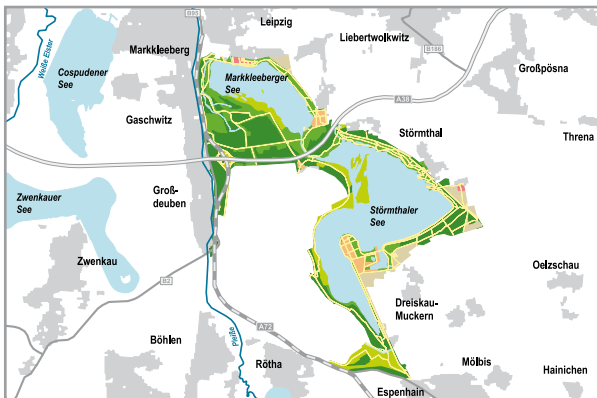 B95
Leipzig
Liebertwolkwitz
B186
Markkleeberg
Weiße Elster
Cospudener
See
Markkleeberger
See
Großpösna
A38
Gaschwitz
Störmthal
Threna
Zwenkauer
See
Groß-
deuben
Störmthaler
See
Zwenkau
Oelzschau
B2
Dreiskau-
Muckern
A72
Böhlen
Pleiße
Rötha
Mölbis
Hainichen
Espenhain